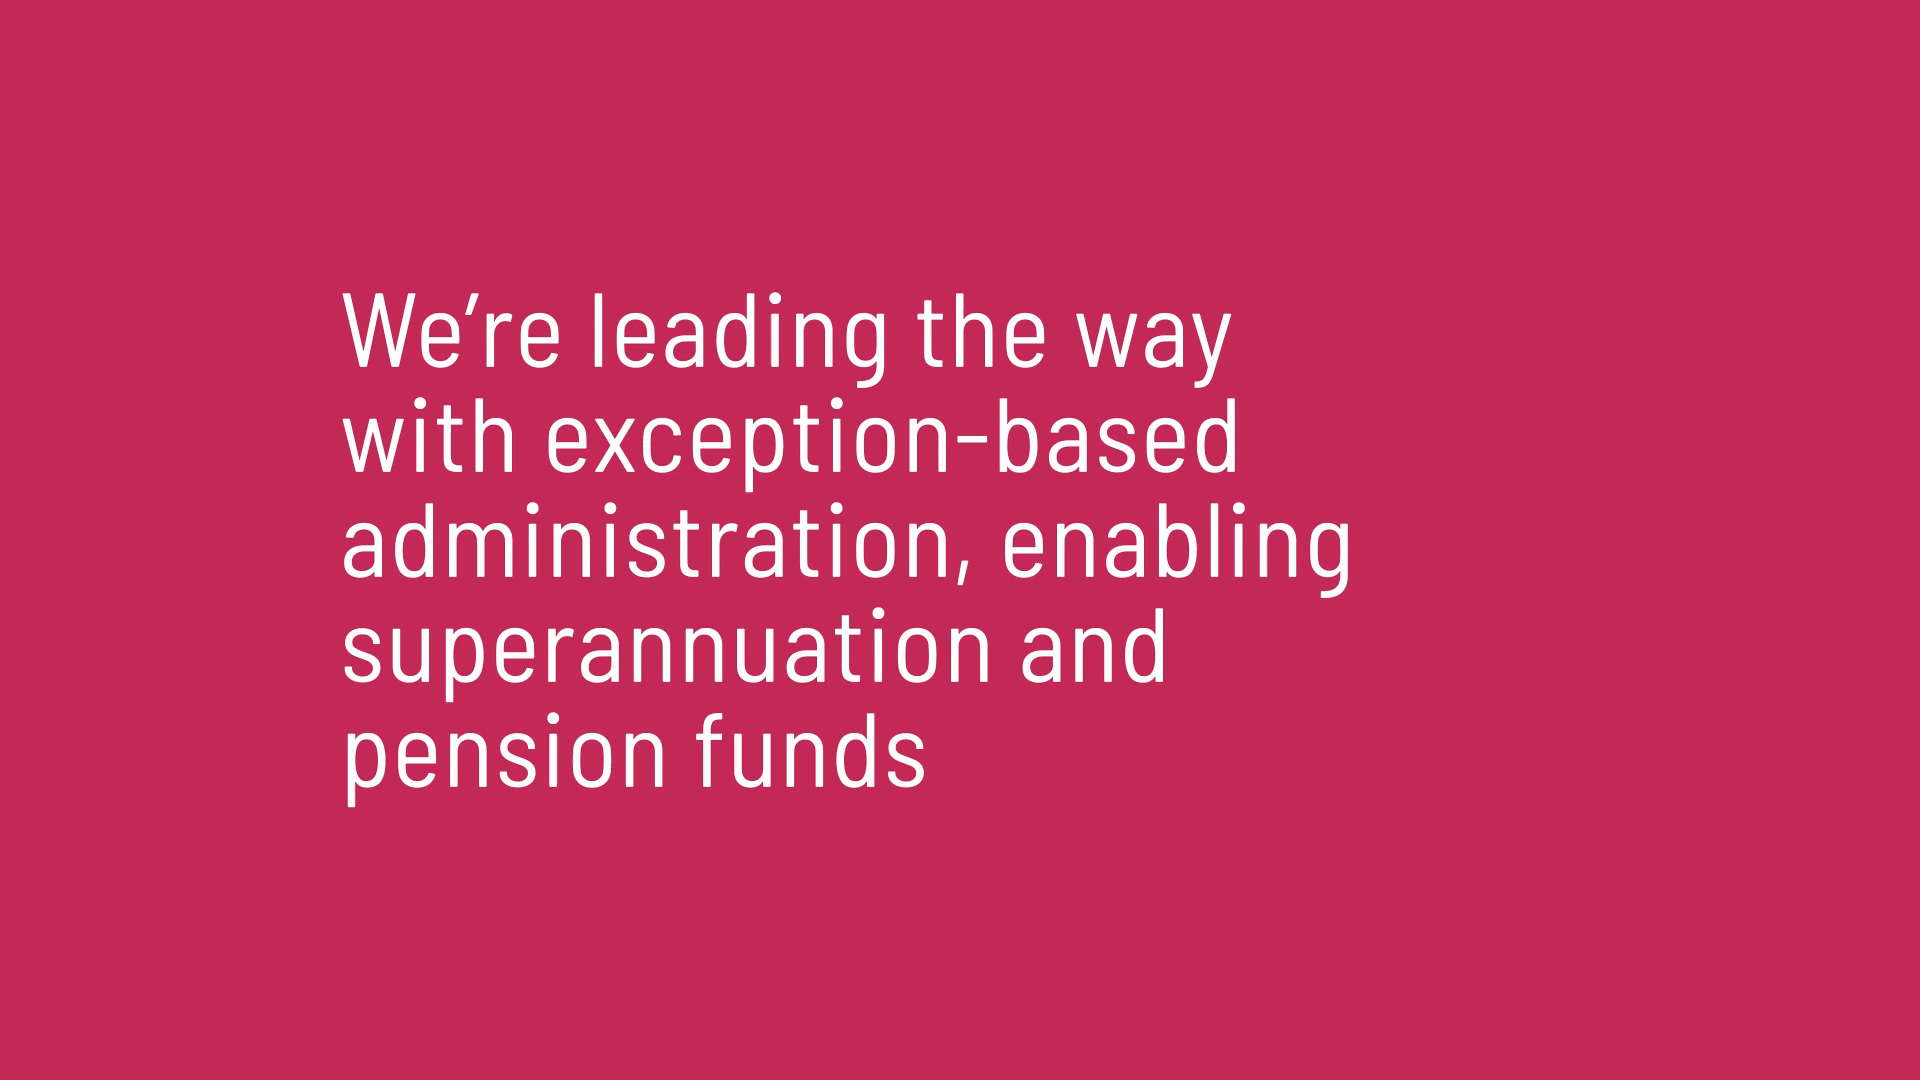 We’re leading the way
with exception-based
administration, enabling
superannuation and
pension funds